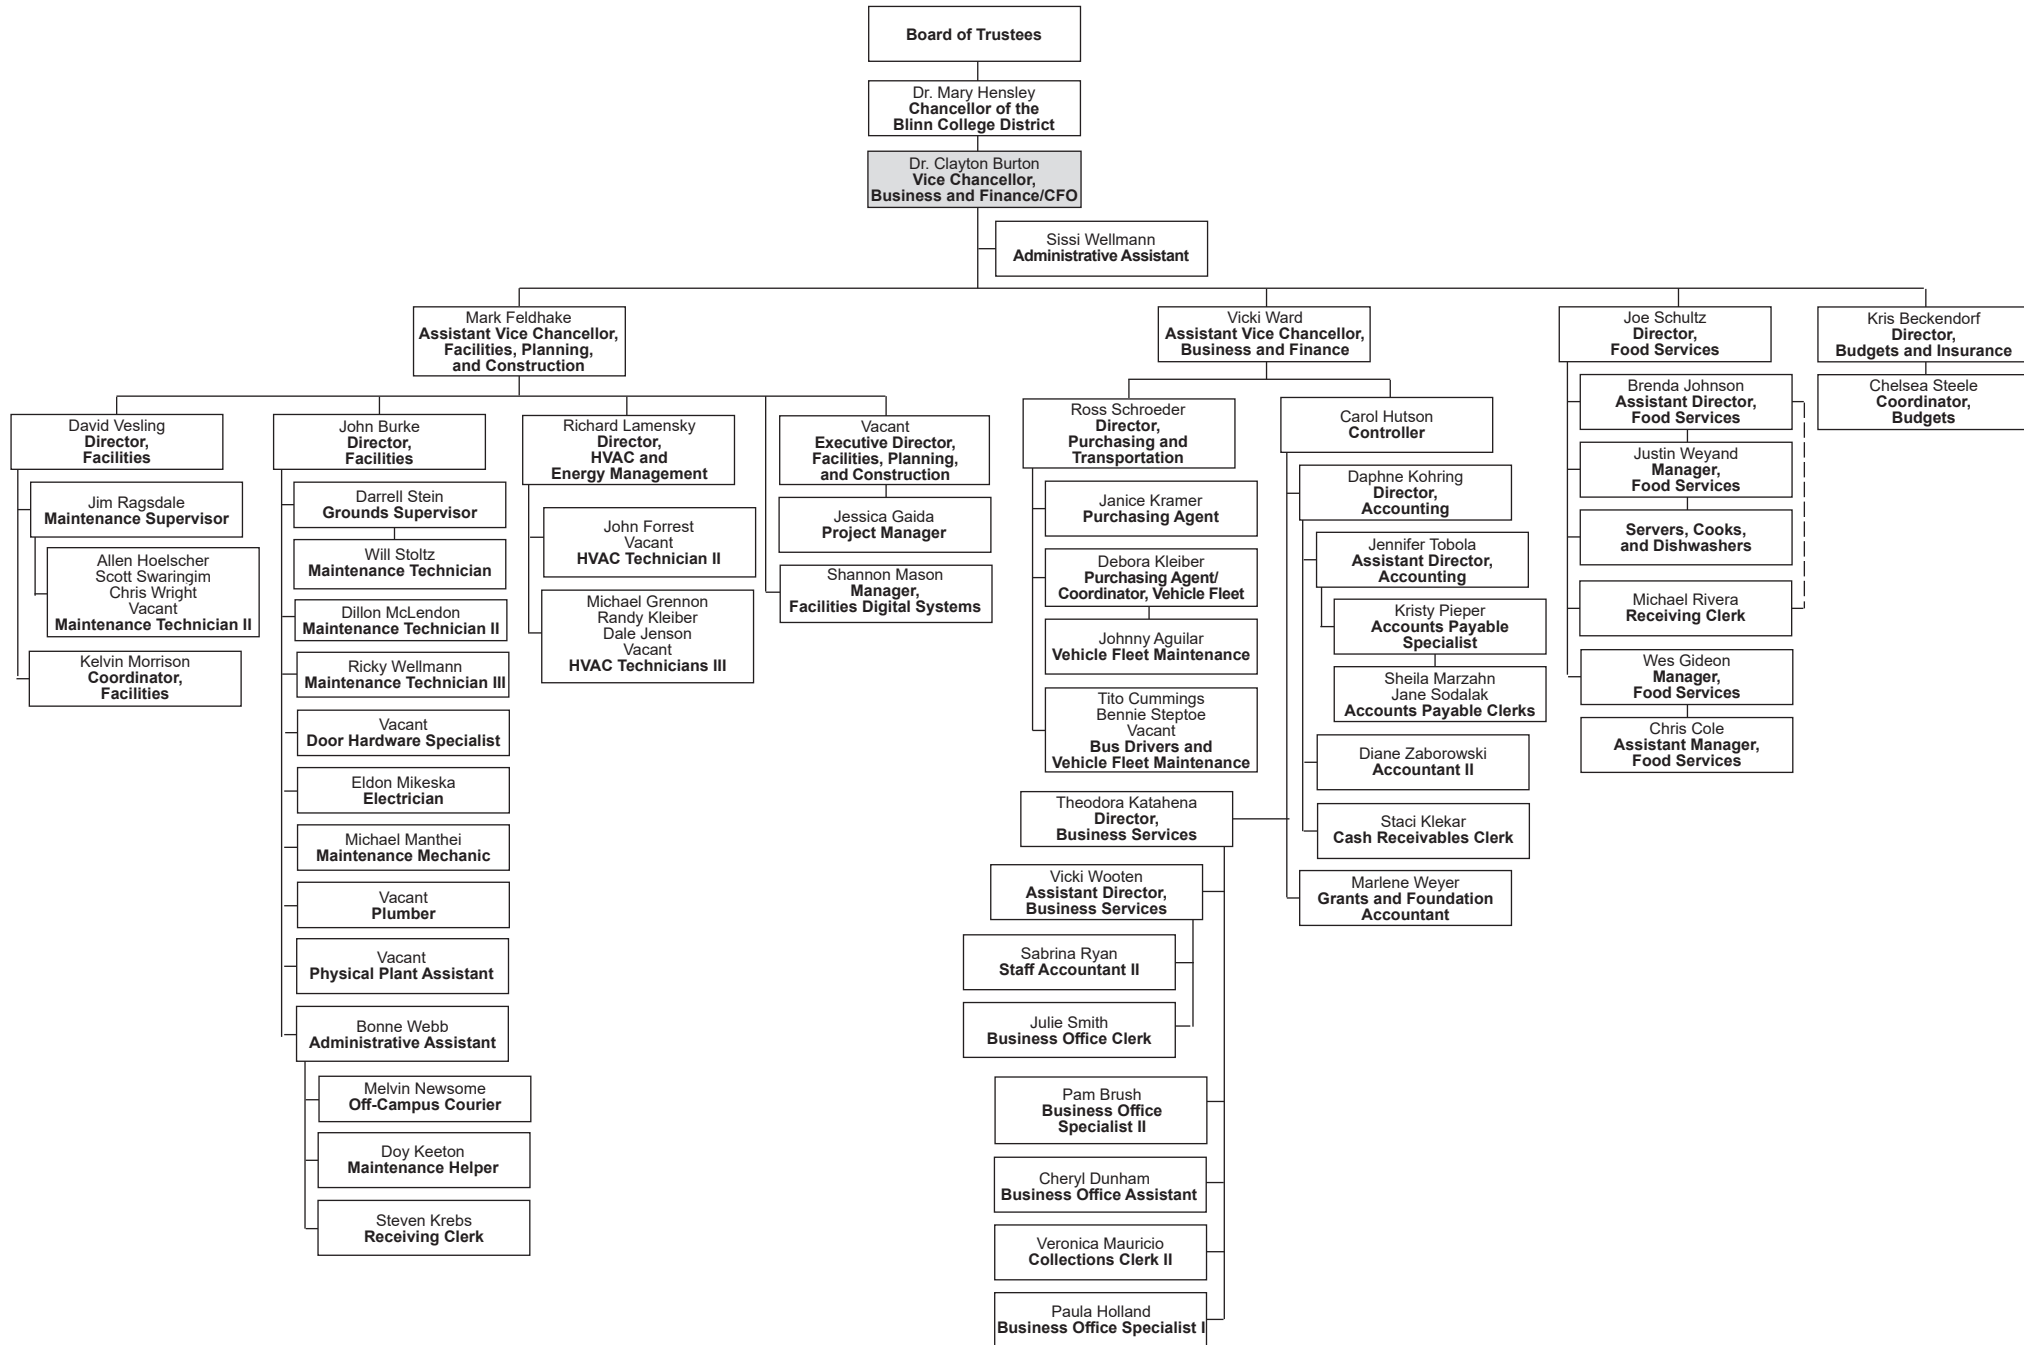 Board of Trustees
Dr. Mary Hensley
Chancellor of the
Blinn College District
Dr. Clayton Burton
Vice Chancellor,
Business and Finance/CFO
Sissi Wellmann
Administrative Assistant
Mark Feldhake
Assistant Vice Chancellor,
Facilities, Planning,
and Construction
David Vesling
Director,
Facilities
Jim Ragsdale
Maintenance Supervisor
Allen Hoelscher
Scott Swaringim
Chris Wright
Vacant
Maintenance Technician II
Kelvin Morrison
Coordinator,
Facilities
John Burke
Director,
Facilities
Darrell Stein
Grounds Supervisor
Will Stoltz
Maintenance Technician
Dillon McLendon
Maintenance Technician II
Ricky Wellmann
Maintenance Technician III
Vacant
Door Hardware Specialist
Eldon Mikeska
Electrician
Michael Manthei
Maintenance Mechanic
Vacant
Plumber
Vacant
Physical Plant Assistant
Bonne Webb
Administrative Assistant
Melvin Newsome
Off-Campus Courier
Doy Keeton
Maintenance Helper
Steven Krebs
Receiving Clerk
Richard Lamensky
Director,
HVAC and
Energy Management
John Forrest
Vacant
HVAC Technician II
Michael Grennon
Randy Kleiber
Dale Jenson
Vacant
HVAC Technicians III
Vacant
Executive Director,
Facilities, Planning,
and Construction
Jessica Gaida
Project Manager
Shannon Mason
Manager,
Facilities Digital Systems
Vicki Ward
Assistant Vice Chancellor,
Business and Finance
Ross Schroeder
Director,
Purchasing and
Transportation
Janice Kramer
Purchasing Agent
Debora Kleiber
Purchasing Agent/
Coordinator, Vehicle Fleet
Johnny Aguilar
Vehicle Fleet Maintenance
Tito Cummings
Bennie Steptoe
Vacant
Bus Drivers and
Vehicle Fleet Maintenance
Carol Hutson
Controller
Daphne Kohring
Director,
Accounting
Jennifer Tobola
Assistant Director,
Accounting
Kristy Pieper
Accounts Payable
Specialist
Sheila Marzahn
Jane Sodalak
Accounts Payable Clerks
Diane Zaborowski
Accountant II
Staci Klekar
Cash Receivables Clerk
Marlene Weyer
Grants and Foundation
Accountant
Theodora Katahena
Director,
Business Services
Vicki Wooten
Assistant Director,
Business Services
Sabrina Ryan
Staff Accountant II
Julie Smith
Business Office Clerk
Pam Brush
Business Office
Specialist II
Cheryl Dunham
Business Office Assistant
Veronica Mauricio
Collections Clerk II
Paula Holland
Business Office Specialist I
Joe Schultz
Director,
Food Services
Brenda Johnson
Assistant Director,
Food Services
Justin Weyand
Manager,
Food Services
Servers, Cooks,
and Dishwashers
Michael Rivera
Receiving Clerk
Wes Gideon
Manager,
Food Services
Chris Cole
Assistant Manager,
Food Services
Kris Beckendorf
Director,
Budgets and Insurance
Chelsea Steele
Coordinator,
Budgets